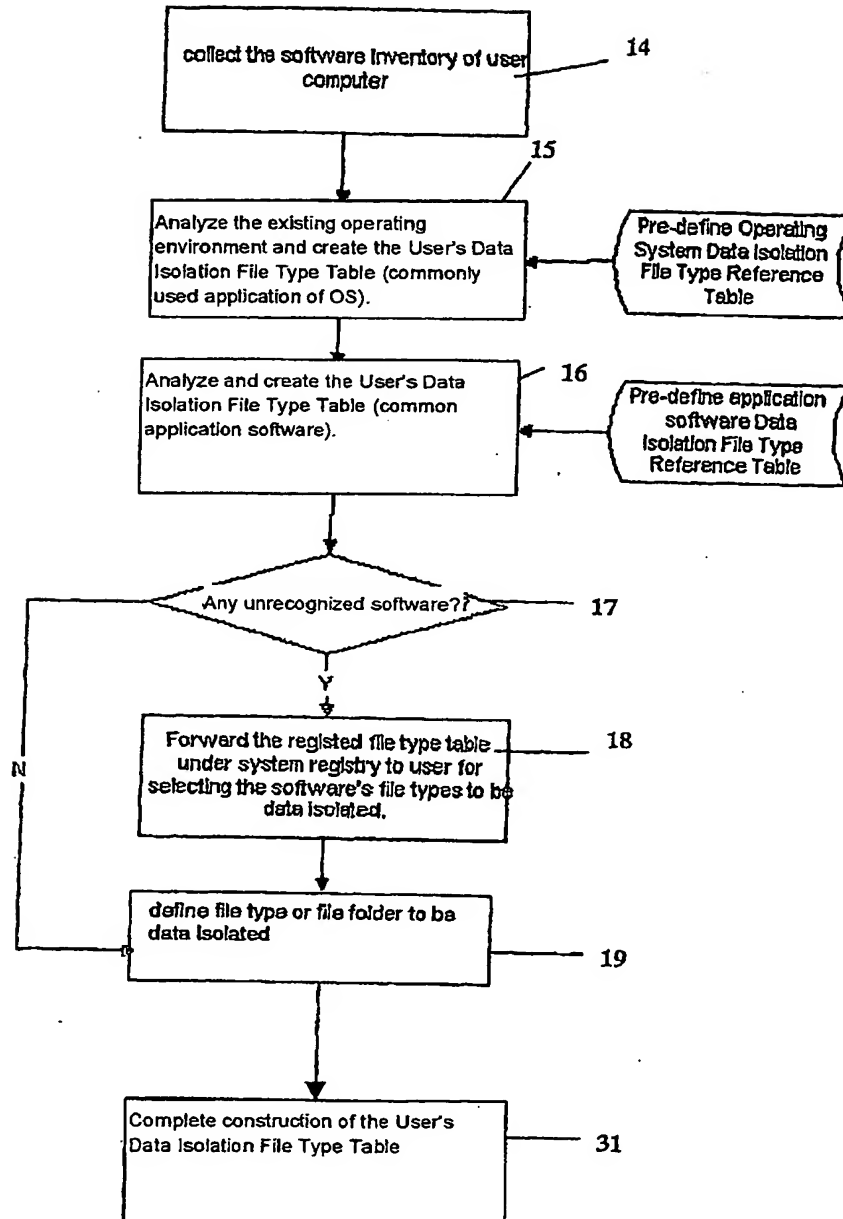 collect the software inventory of user
computer
14
15
Analyze the existing operating
environment and create the User's Data
Isolation File Type Table (commonly
used application of OS).
Pre-define Operating
System Data Isolation
File Type Reference
Table
Analyze and create the User's Data
Isolation File Type Table (common
application software).
16
Pre-define application
software Data
Isolation File Type
Reference Table
Any unrecognized software??
17
Y
N
Forward the registed file type table
under system registry to user for
selecting the software's file types to be
data isolated.
18
define file type or file folder to be
data isolated
19
Complete construction of the User's
Data Isolation File Type Table
31